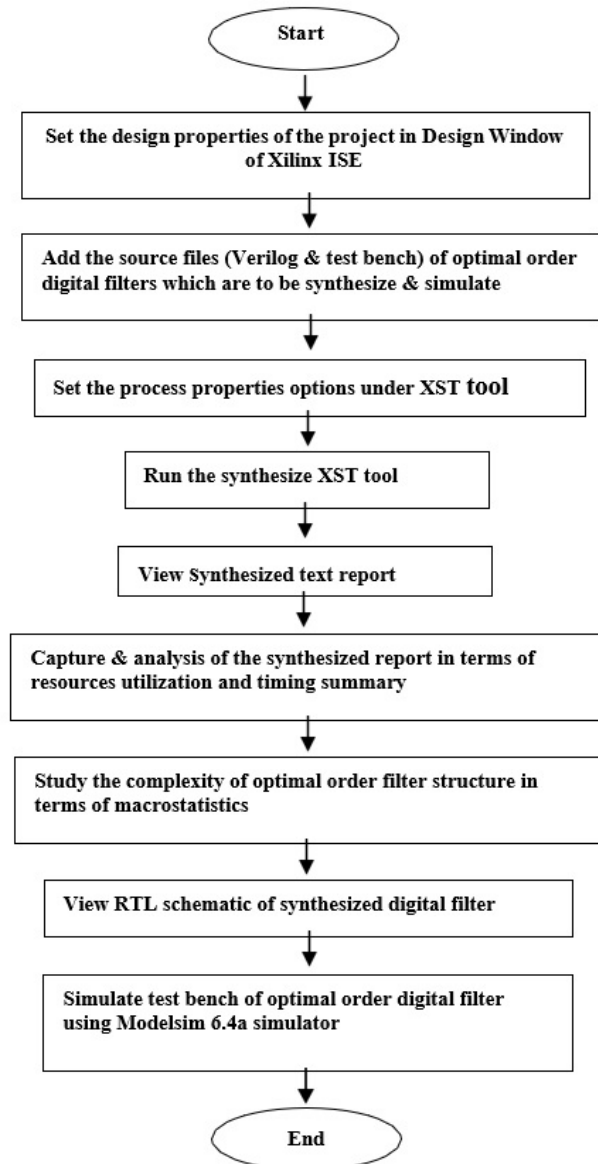 Start
Set the design properties of the project in Design Window
of Xilinx ISE
Add the source files (Verilog & test bench) of optimal order
digital filters which are to be synthesize & simulate
Set the process properties options under XST tool
Run the synthesize XST tool
View Synthesized text report
Capture & analysis of the synthesized report in terms of
resources utilization and timing summary
Study the complexity of optimal order filter structure in
terms of macrostatistics
View RTL schematic of synthesized digital filter
Simulate test bench of optimal order digital filter
using Modelsim 6.4a simulator
End